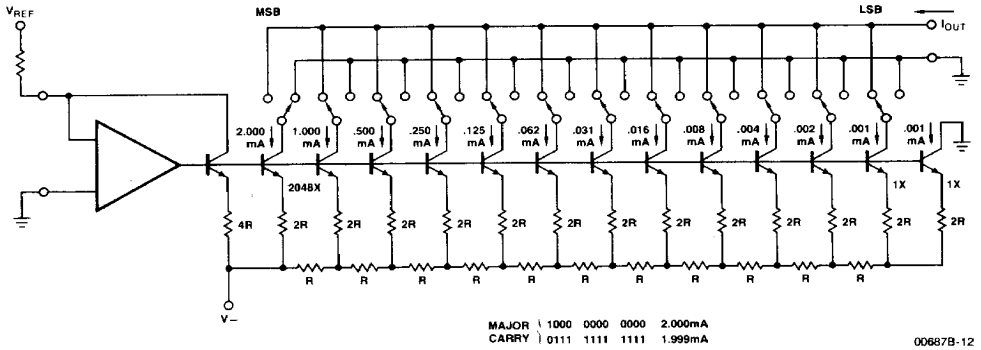 VREF
MSB
LSB
IOUT
2.000 mA
1.000 mA
.500 mA
.250 mA
.125 mA
.062 mA
.031 mA
.016 mA
.008 mA
.004 mA
.002 mA
.001 mA
.001 mA
2048X 1X 1X
4R 2R 2R 2R 2R 2R 2R 2R 2R 2R 2R 2R 2R 2R
R R R R R R R R R R R
V−
MAJOR 1000 0000 0000 2.000mA
CARRY 0111 1111 1111 1.999mA
00687B-12